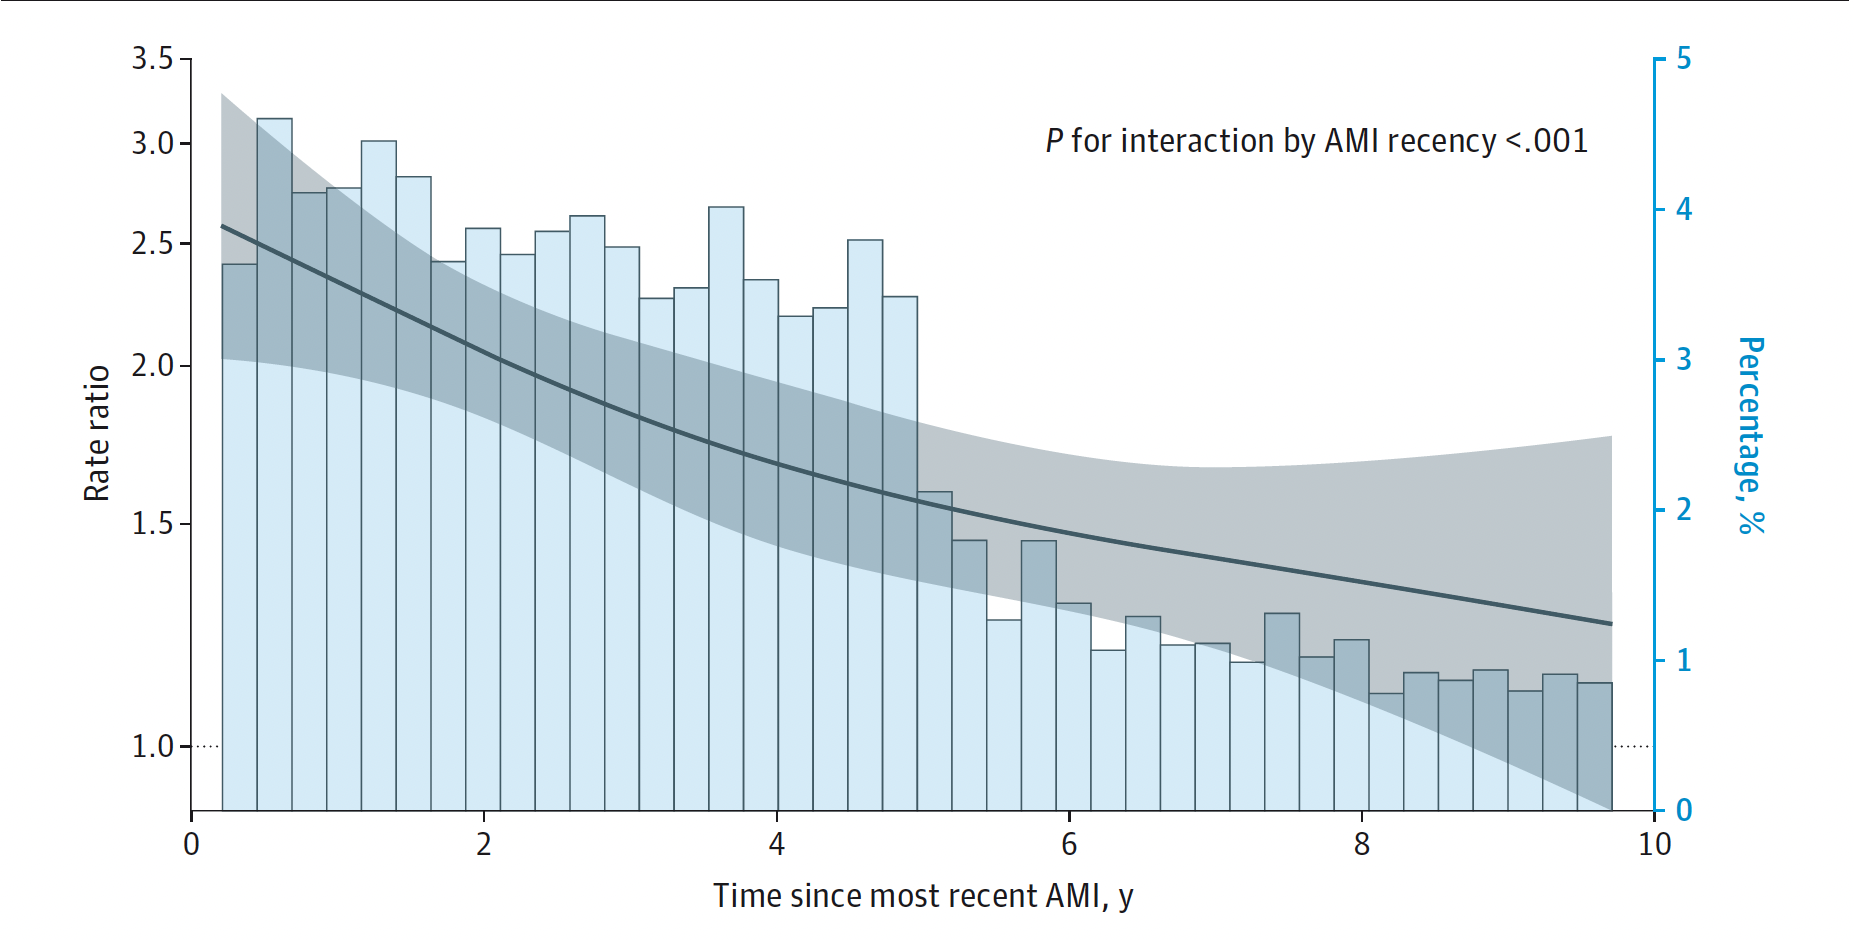 3.5
3.0
2.5
2.0
1.5
1.0
Rate ratio
P for interaction by AMI recency <.001
5
4
3
2
1
0
Percentage, %
0 2 4 6 8 10
Time since most recent AMI, y